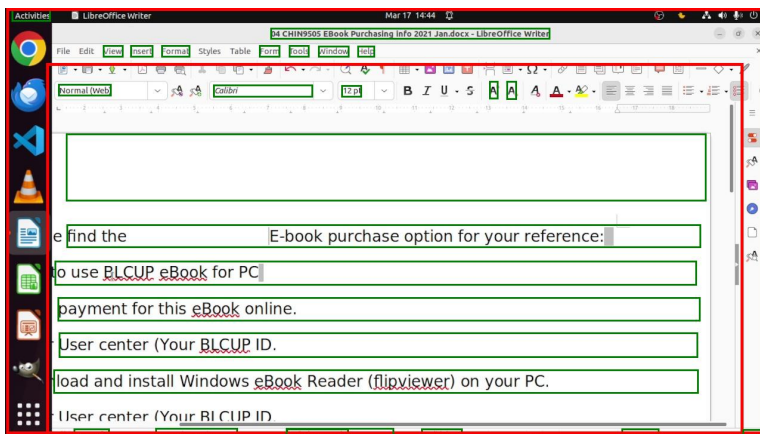 Activities LibreOffice Writer Mar 17 14:44
04 CHIN9505 EBook Purchasing info 2021 Jan.docx - LibreOffice Writer
File Edit View Insert Format Styles Table Form Tools Window Help
Normal (Web Calibri 12 pt
e find the E-book purchase option for your reference:
to use BLCUP eBook for PC
payment for this eBook online.
User center (Your BLCUP ID.
load and install Windows eBook Reader (flipviewer) on your PC.
User center (Your BLCUP ID.